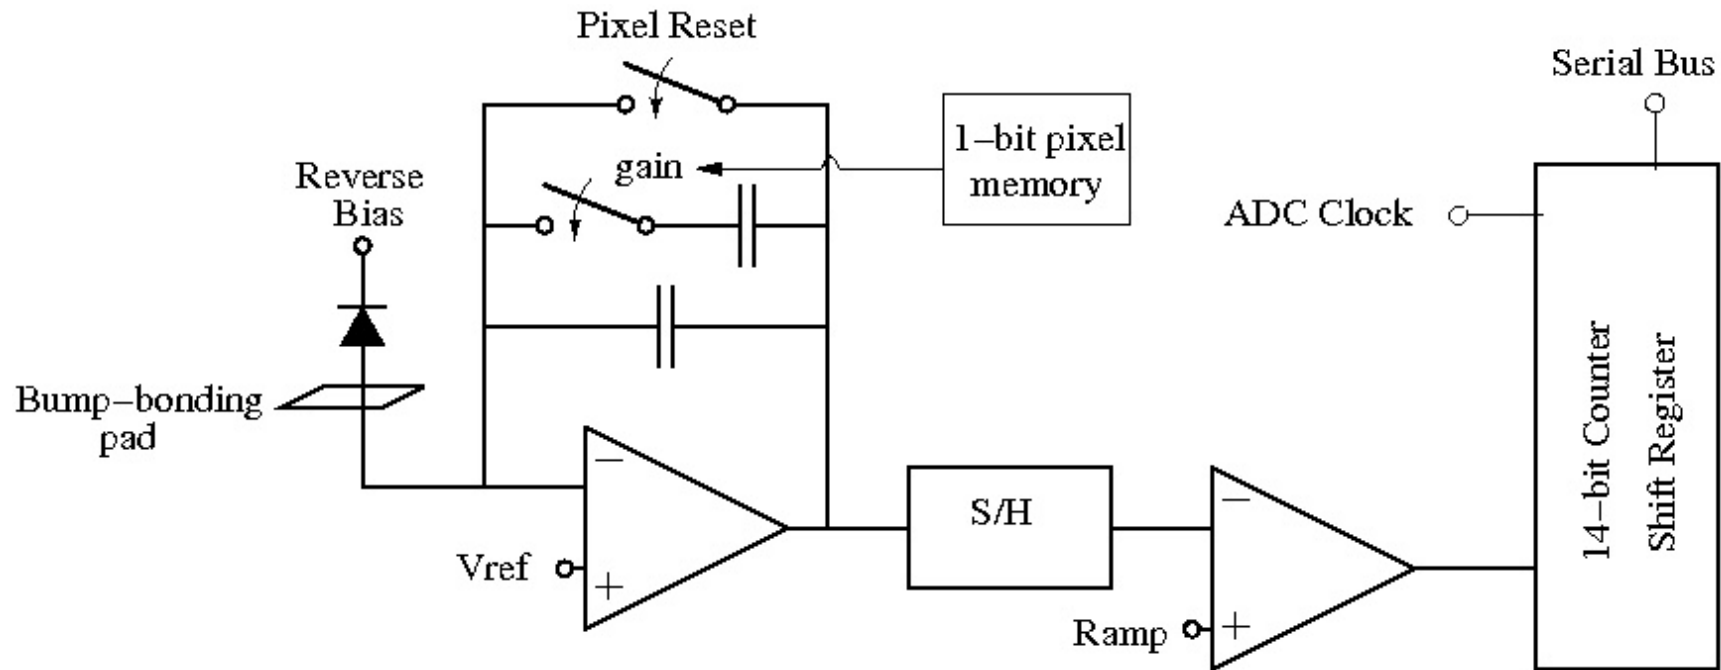 Pixel Reset
Serial Bus
1−bit pixel
memory
gain
Reverse
Bias
ADC Clock
Bump−bonding
pad
14−bit Counter
Shift Register
−
S/H
−
Vref
+
Ramp
+